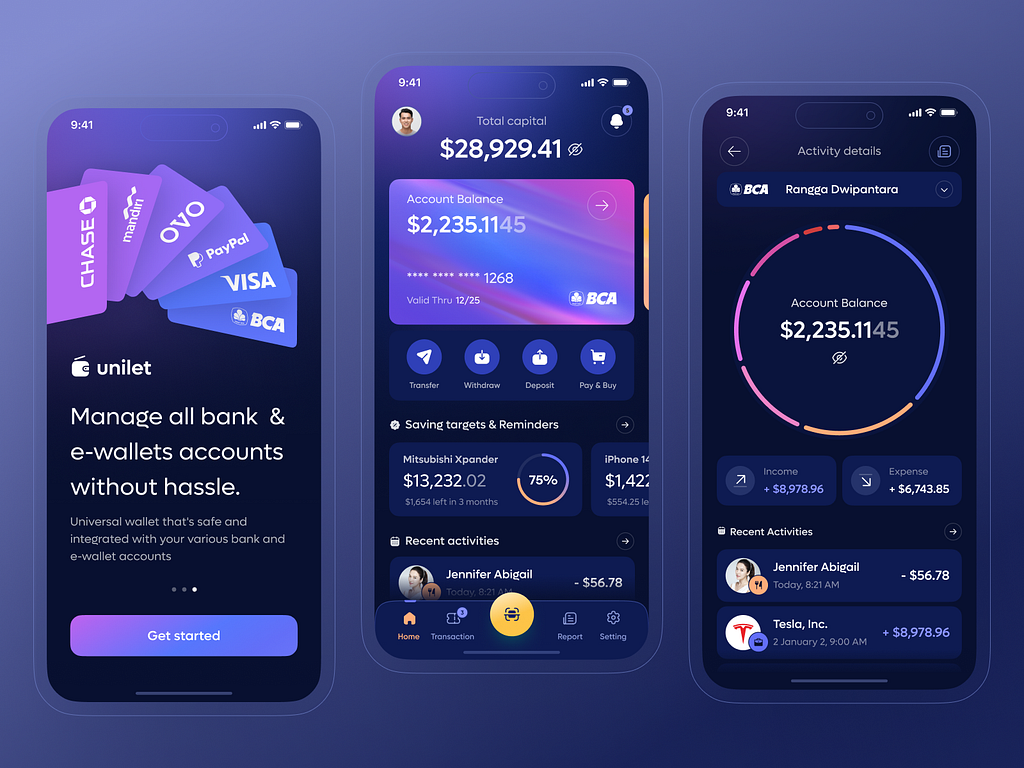 9:41
CHASE
mandiri
OVO
PayPal
VISA
BCA
unilet
Manage all bank &
e-wallets accounts
without hassle.
Universal wallet that's safe and
integrated with your various bank and
e-wallet accounts
Get started
9:41
Total capital
5
$28,929.41
Account Balance
$2,235.1145
**** **** **** 1268
Valid Thru 12/25
BCA
Transfer
Withdraw
Deposit
Pay & Buy
Saving targets & Reminders
Mitsubishi Xpander
$13,232.02
$1,654 left in 3 months
75%
iPhone 14
$1,422
$554.25 le
Recent activities
Jennifer Abigail
Today, 8:21 AM
- $56.78
Home
3
Transaction
Report
Setting
9:41
Activity details
BCA
Rangga Dwipantara
Account Balance
$2,235.1145
Income
+ $8,978.96
Expense
+ $6,743.85
Recent Activities
Jennifer Abigail
Today, 8:21 AM
- $56.78
Tesla, Inc.
2 January 2, 9:00 AM
+ $8,978.96